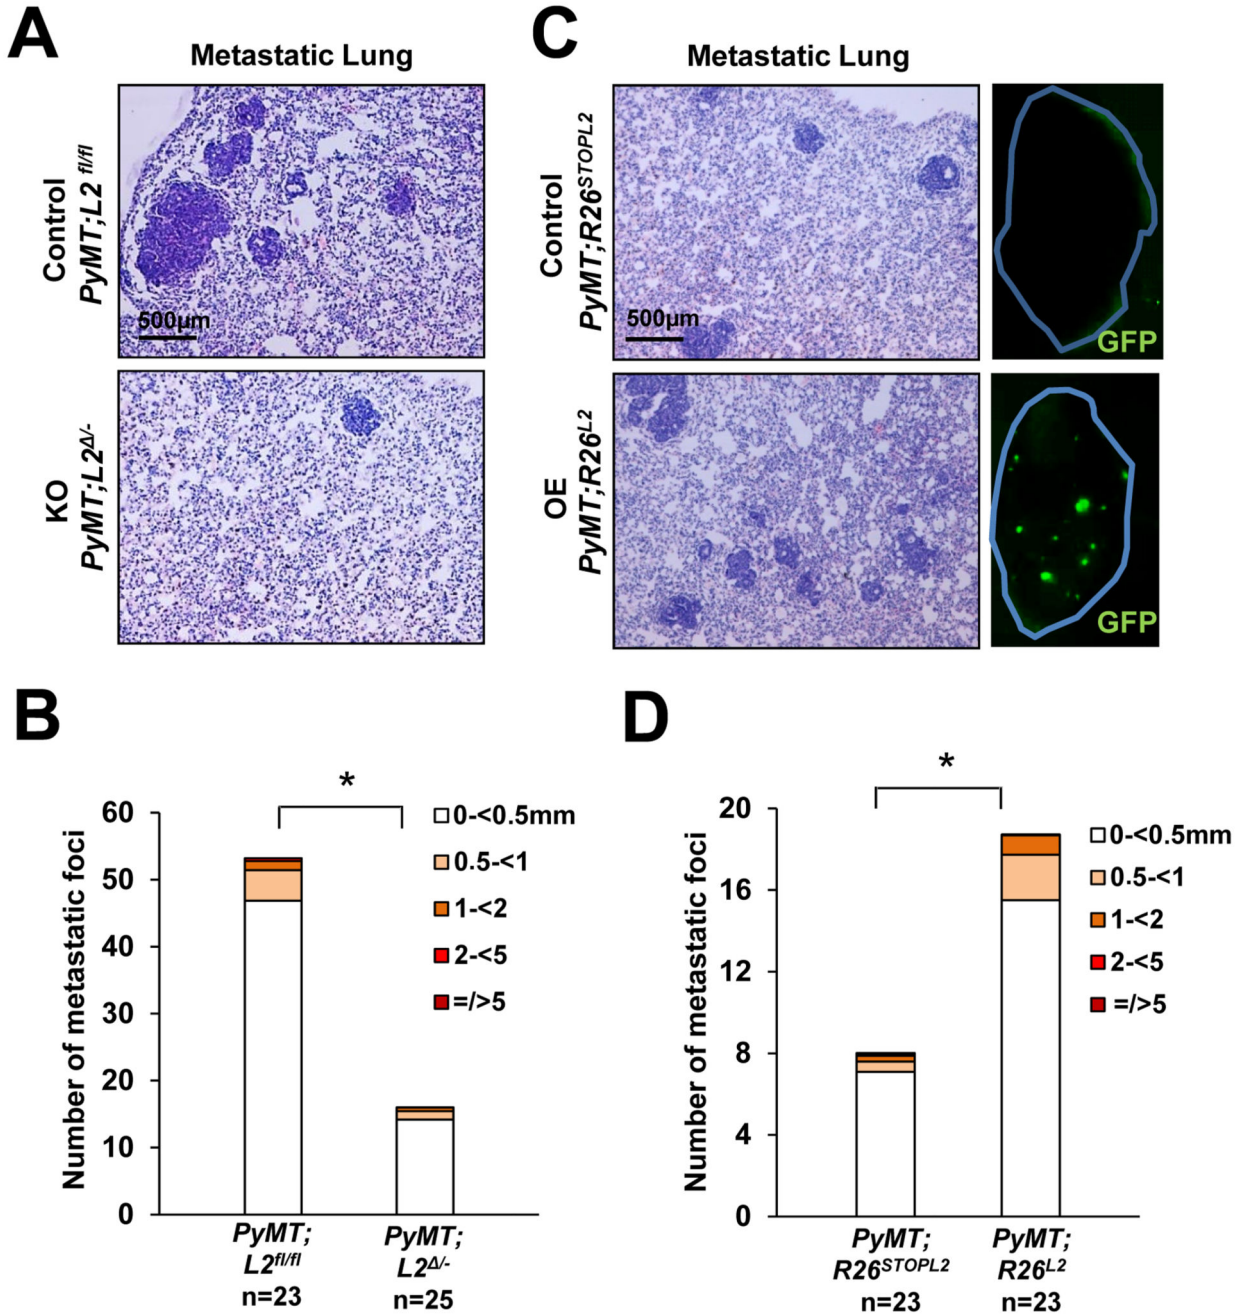 A
Metastatic Lung
Control
PyMT;L2 fl/fl
500µm
KO
PyMT;L2Δ/-
C
Metastatic Lung
Control
PyMT;R26STOPL2
500µm
GFP
OE
PyMT;R26L2
GFP
B
*
Number of metastatic foci
60
50
40
30
20
10
0
0-<0.5mm
0.5-<1
1-<2
2-<5
=/>5
PyMT;
L2fl/fl
n=23
PyMT;
L2Δ/-
n=25
D
*
Number of metastatic foci
20
16
12
8
4
0
0-<0.5mm
0.5-<1
1-<2
2-<5
=/>5
PyMT;
R26STOPL2
n=23
PyMT;
R26L2
n=23